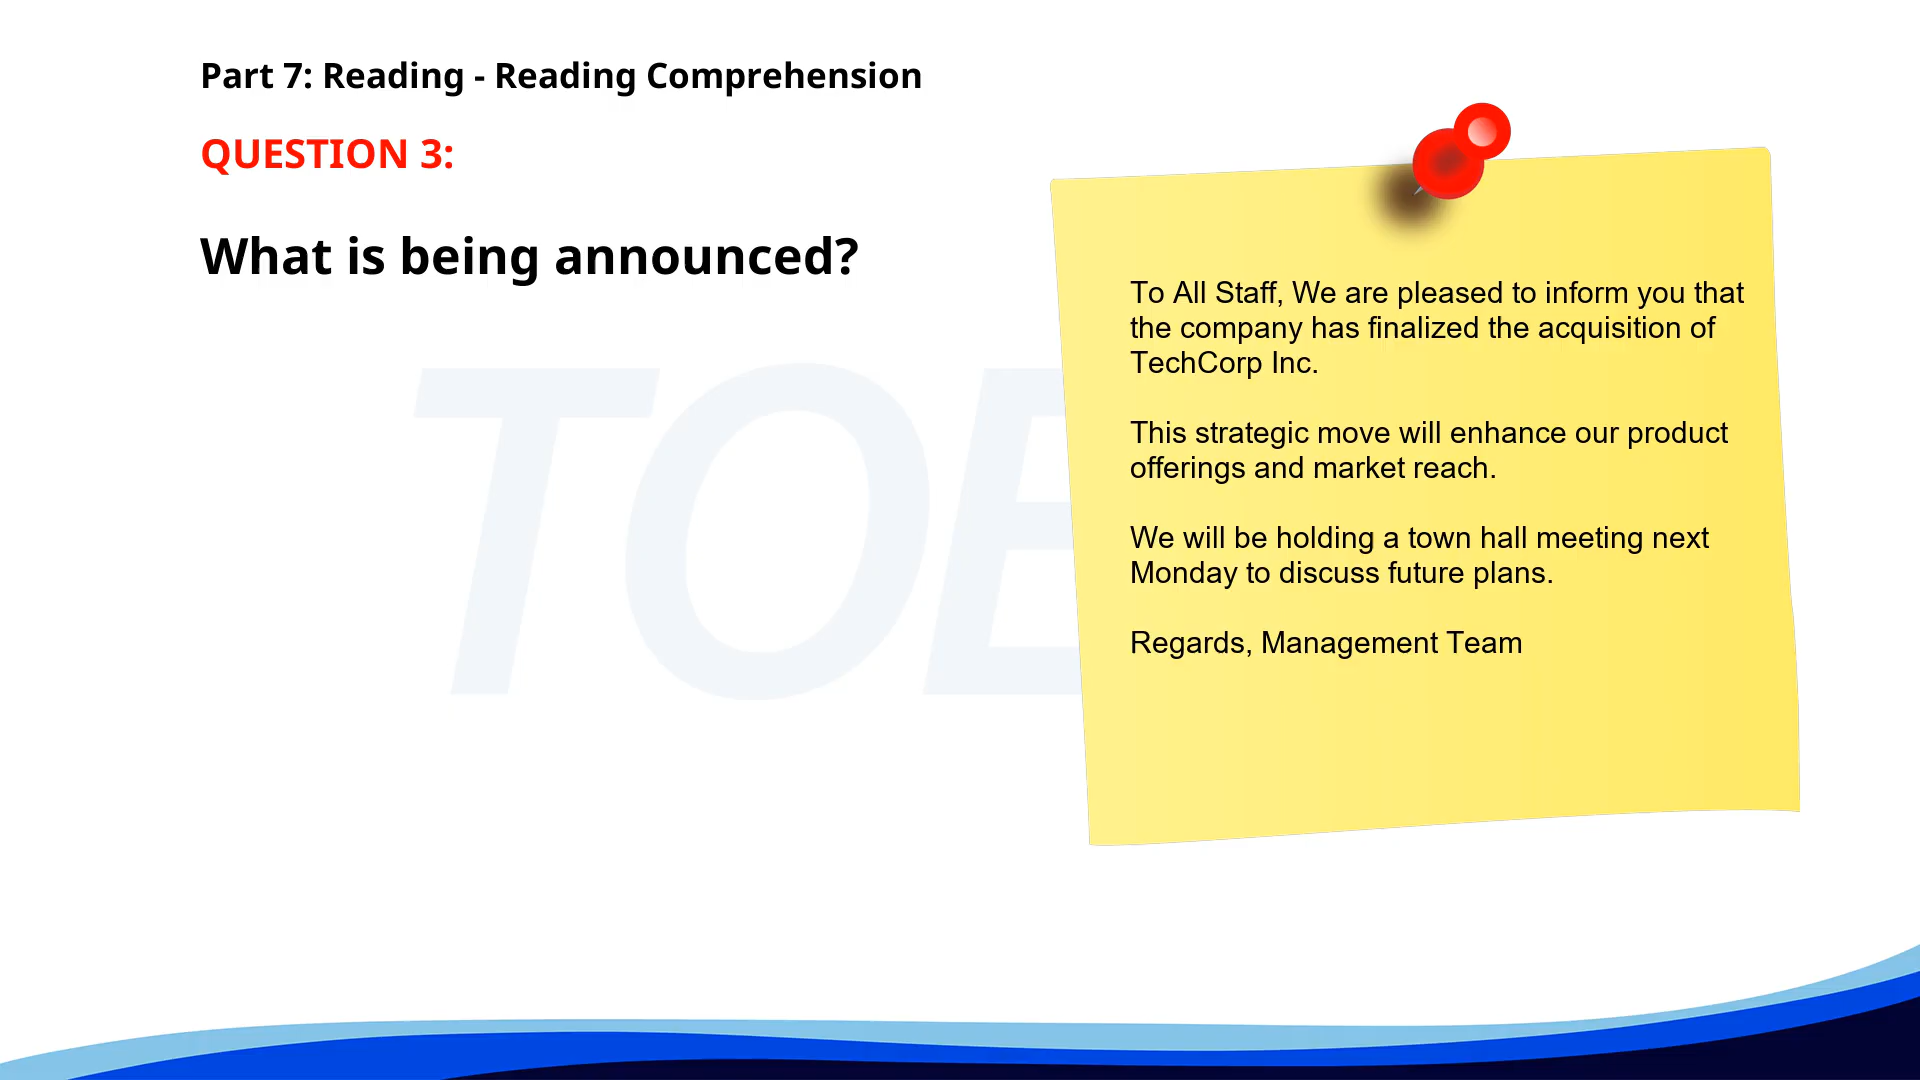 Part 7: Reading - Reading Comprehension
QUESTION 3:
What is being announced?
TOE
To All Staff, We are pleased to inform you that
the company has finalized the acquisition of
TechCorp Inc.
This strategic move will enhance our product
offerings and market reach.
We will be holding a town hall meeting next
Monday to discuss future plans.
Regards, Management Team